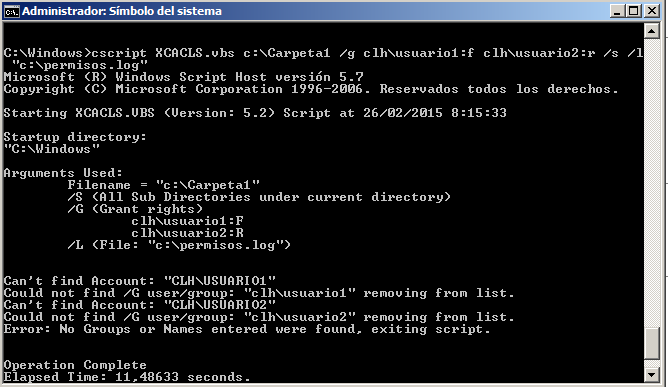 Administrador: Símbolo del sistema
C:\Windows>cscript XCACLS.vbs c:\Carpeta1 /g clh\usuario1:f clh\usuario2:r /s /l
 "c:\permisos.log"
Microsoft (R) Windows Script Host versión 5.7
Copyright (C) Microsoft Corporation 1996-2006. Reservados todos los derechos.
Starting XCACLS.VBS (Version: 5.2) Script at 26/02/2015 8:15:33
Startup directory:
"C:\Windows"
Arguments Used:
Filename = "c:\Carpeta1"
/S (All Sub Directories under current directory)
/G (Grant rights)
clh\usuario1:F
clh\usuario2:R
/L (File: "c:\permisos.log")
Can't find Account: "CLH\USUARIO1"
Could not find /G user/group: "clh\usuario1" removing from list.
Can't find Account: "CLH\USUARIO2"
Could not find /G user/group: "clh\usuario2" removing from list.
Error: No Groups or Names entered were found, exiting script.
Operation Complete
Elapsed Time: 11,48633 seconds.